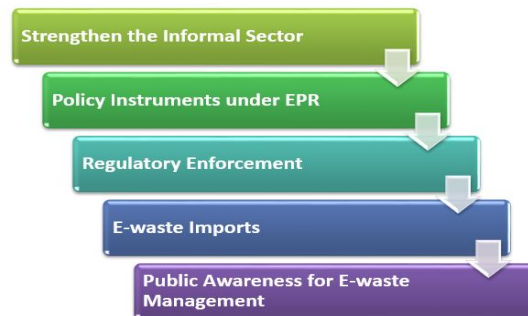 Strengthen the Informal Sector
Policy Instruments under EPR
Regulatory Enforcement
E-waste Imports
Public Awareness for E-waste
Management